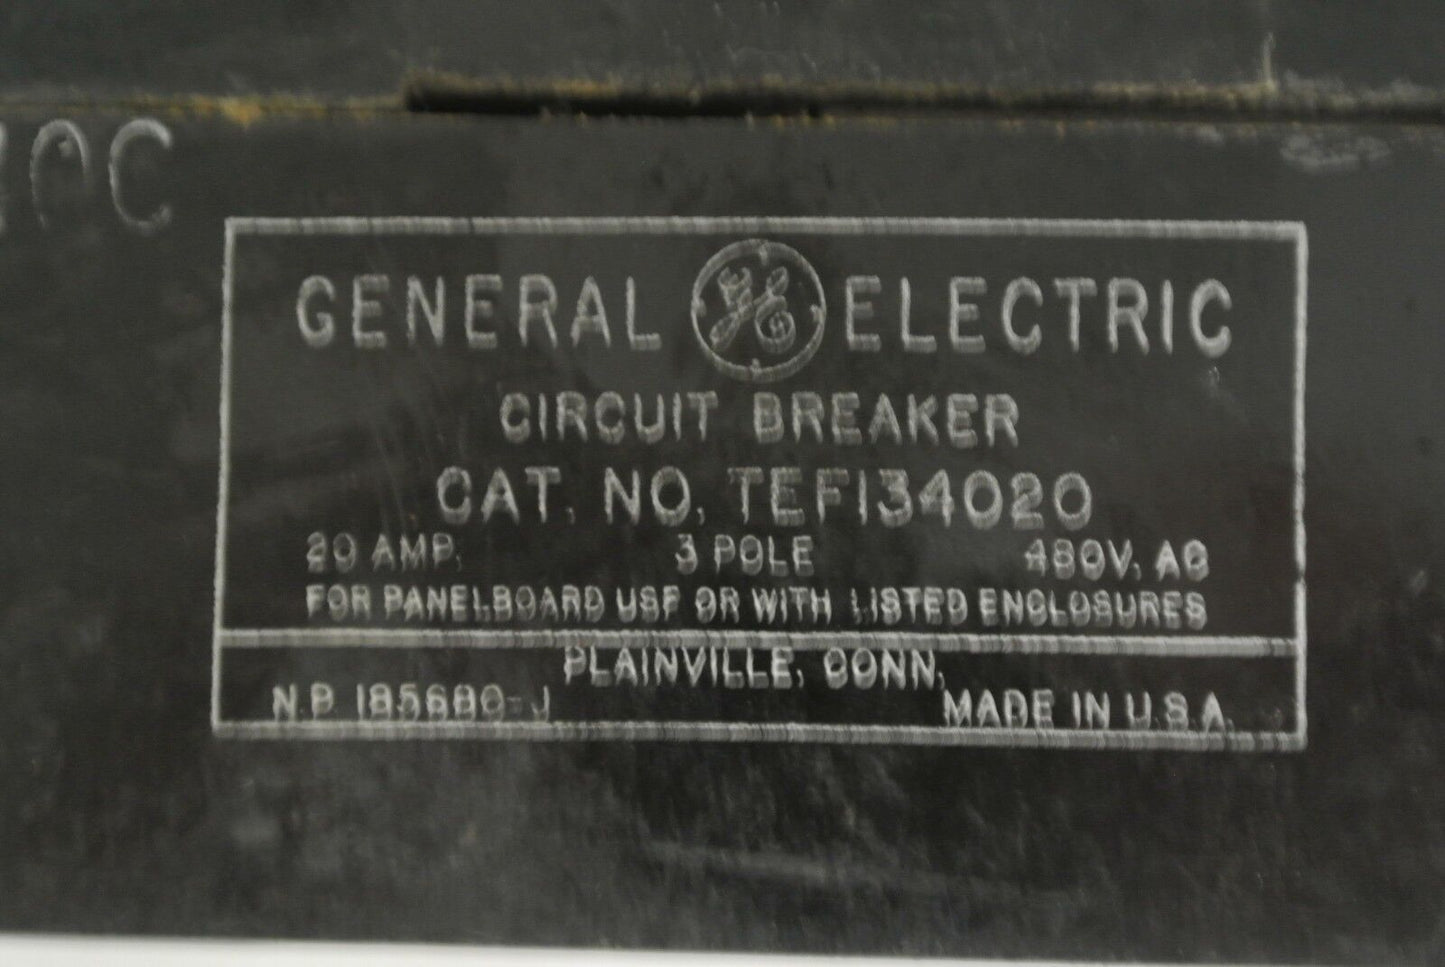 GENERAL GE ELECTRIC
CIRCUIT BREAKER
CAT. NO. TEF134020
20 AMP. 3 POLE 480V. AC
FOR PANELBOARD USE OR WITH LISTED ENCLOSURES
PLAINVILLE, CONN.
N.P. 185680-J MADE IN U.S.A.